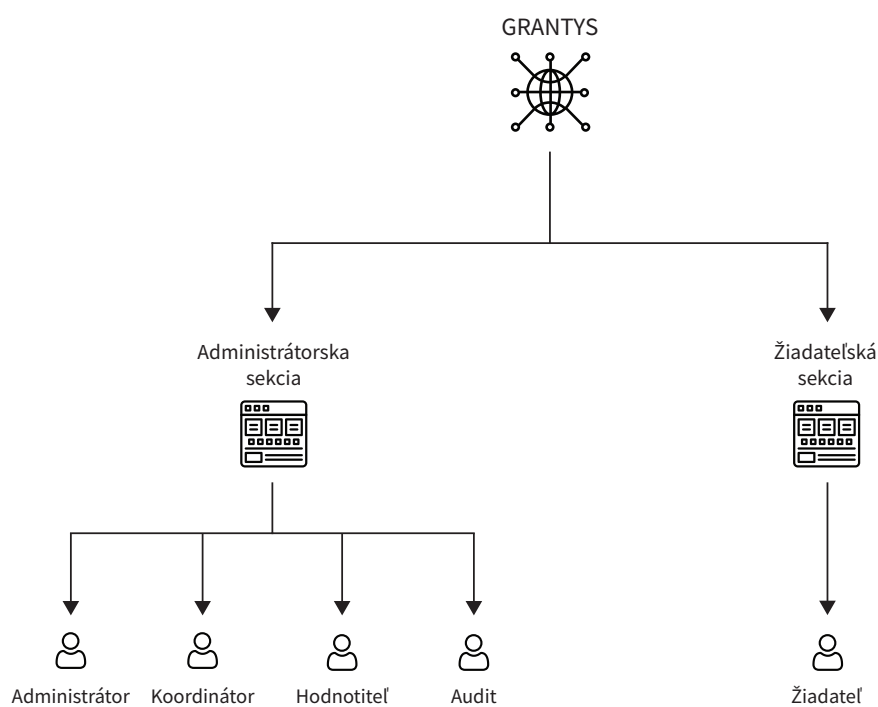 GRANTYS
Administrátorska
sekcia
Žiadateľská
sekcia
Administrátor
Koordinátor
Hodnotiteľ
Audit
Žiadateľ